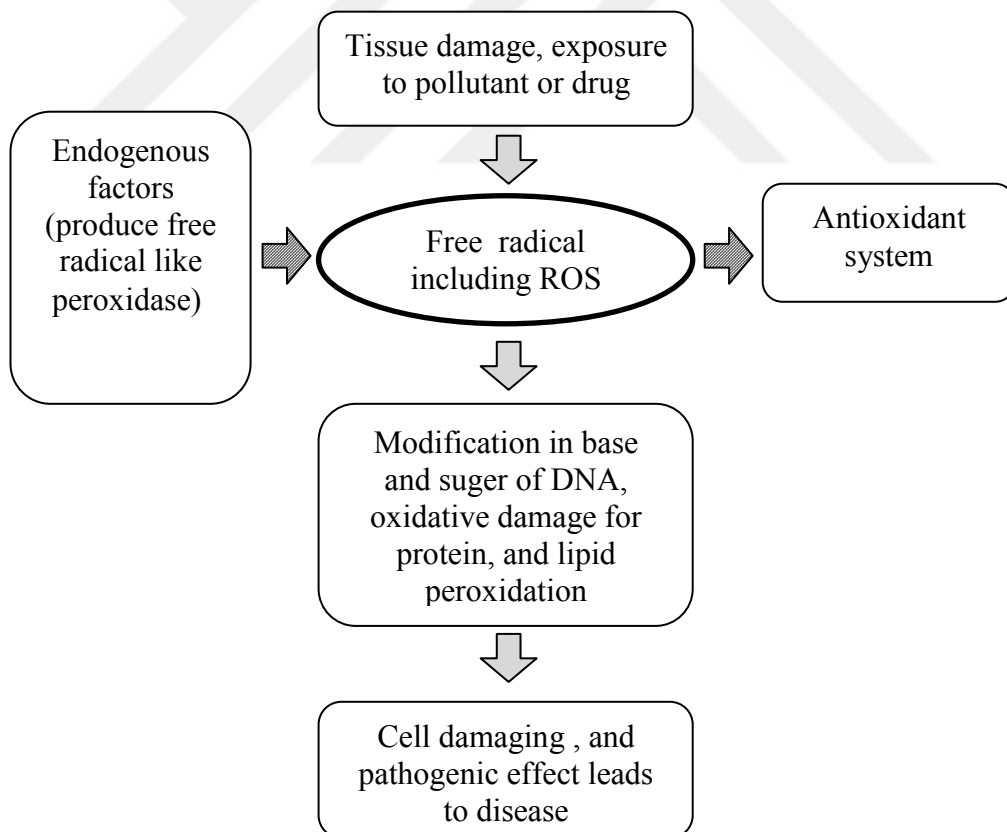 Tissue damage, exposure
to pollutant or drug
Endogenous
factors
(produce free
radical like
peroxidase)
Free radical
including ROS
Antioxidant
system
Modification in base
and suger of DNA,
oxidative damage for
protein, and lipid
peroxidation
Cell damaging , and
pathogenic effect leads
to disease